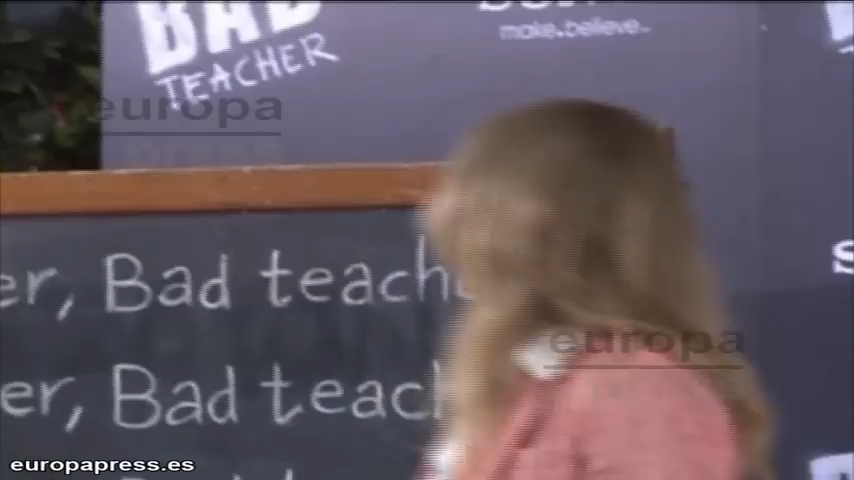 BAD
TEACHER
make.believe.
europa
er, Bad teach
europa
er, Bad teach
europapress.es